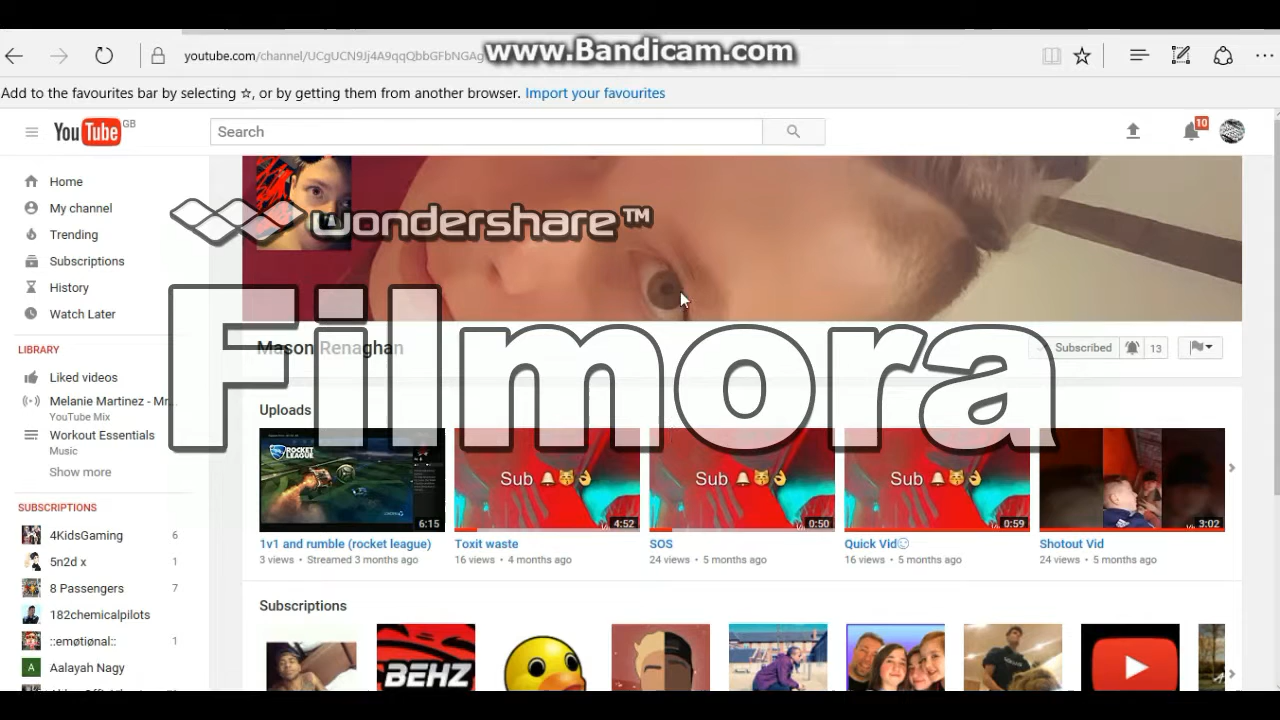 www.Bandicam.com
youtube.com/channel/UCgUCN9Jj4A9qqQbbGFbNGAg
Add to the favourites bar by selecting ☆, or by getting them from another browser. Import your favourites
YouTube GB
Search
10
Home
My channel
Trending
Subscriptions
History
Watch Later
LIBRARY
Liked videos
Melanie Martinez - Mr...
YouTube Mix
Workout Essentials
Music
Show more
SUBSCRIPTIONS
4KidsGaming 6
5n2d x 1
8 Passengers 7
182chemicalpilots
::emøtiønal:: 1
A Aalayah Nagy
wondershare™
Filmora
Mason Renaghan
Subscribed 13
Uploads
ROCKET LEAGUE
6:15
Sub 🔔😻👌
4:52
Sub 🔔😻👌
0:50
Sub 🔔😻👌
0:59
3:02
1v1 and rumble (rocket league)
3 views • Streamed 3 months ago
Toxit waste
16 views • 4 months ago
SOS
24 views • 5 months ago
Quick Vid☺
16 views • 5 months ago
Shotout Vid
24 views • 5 months ago
Subscriptions
BEHZ